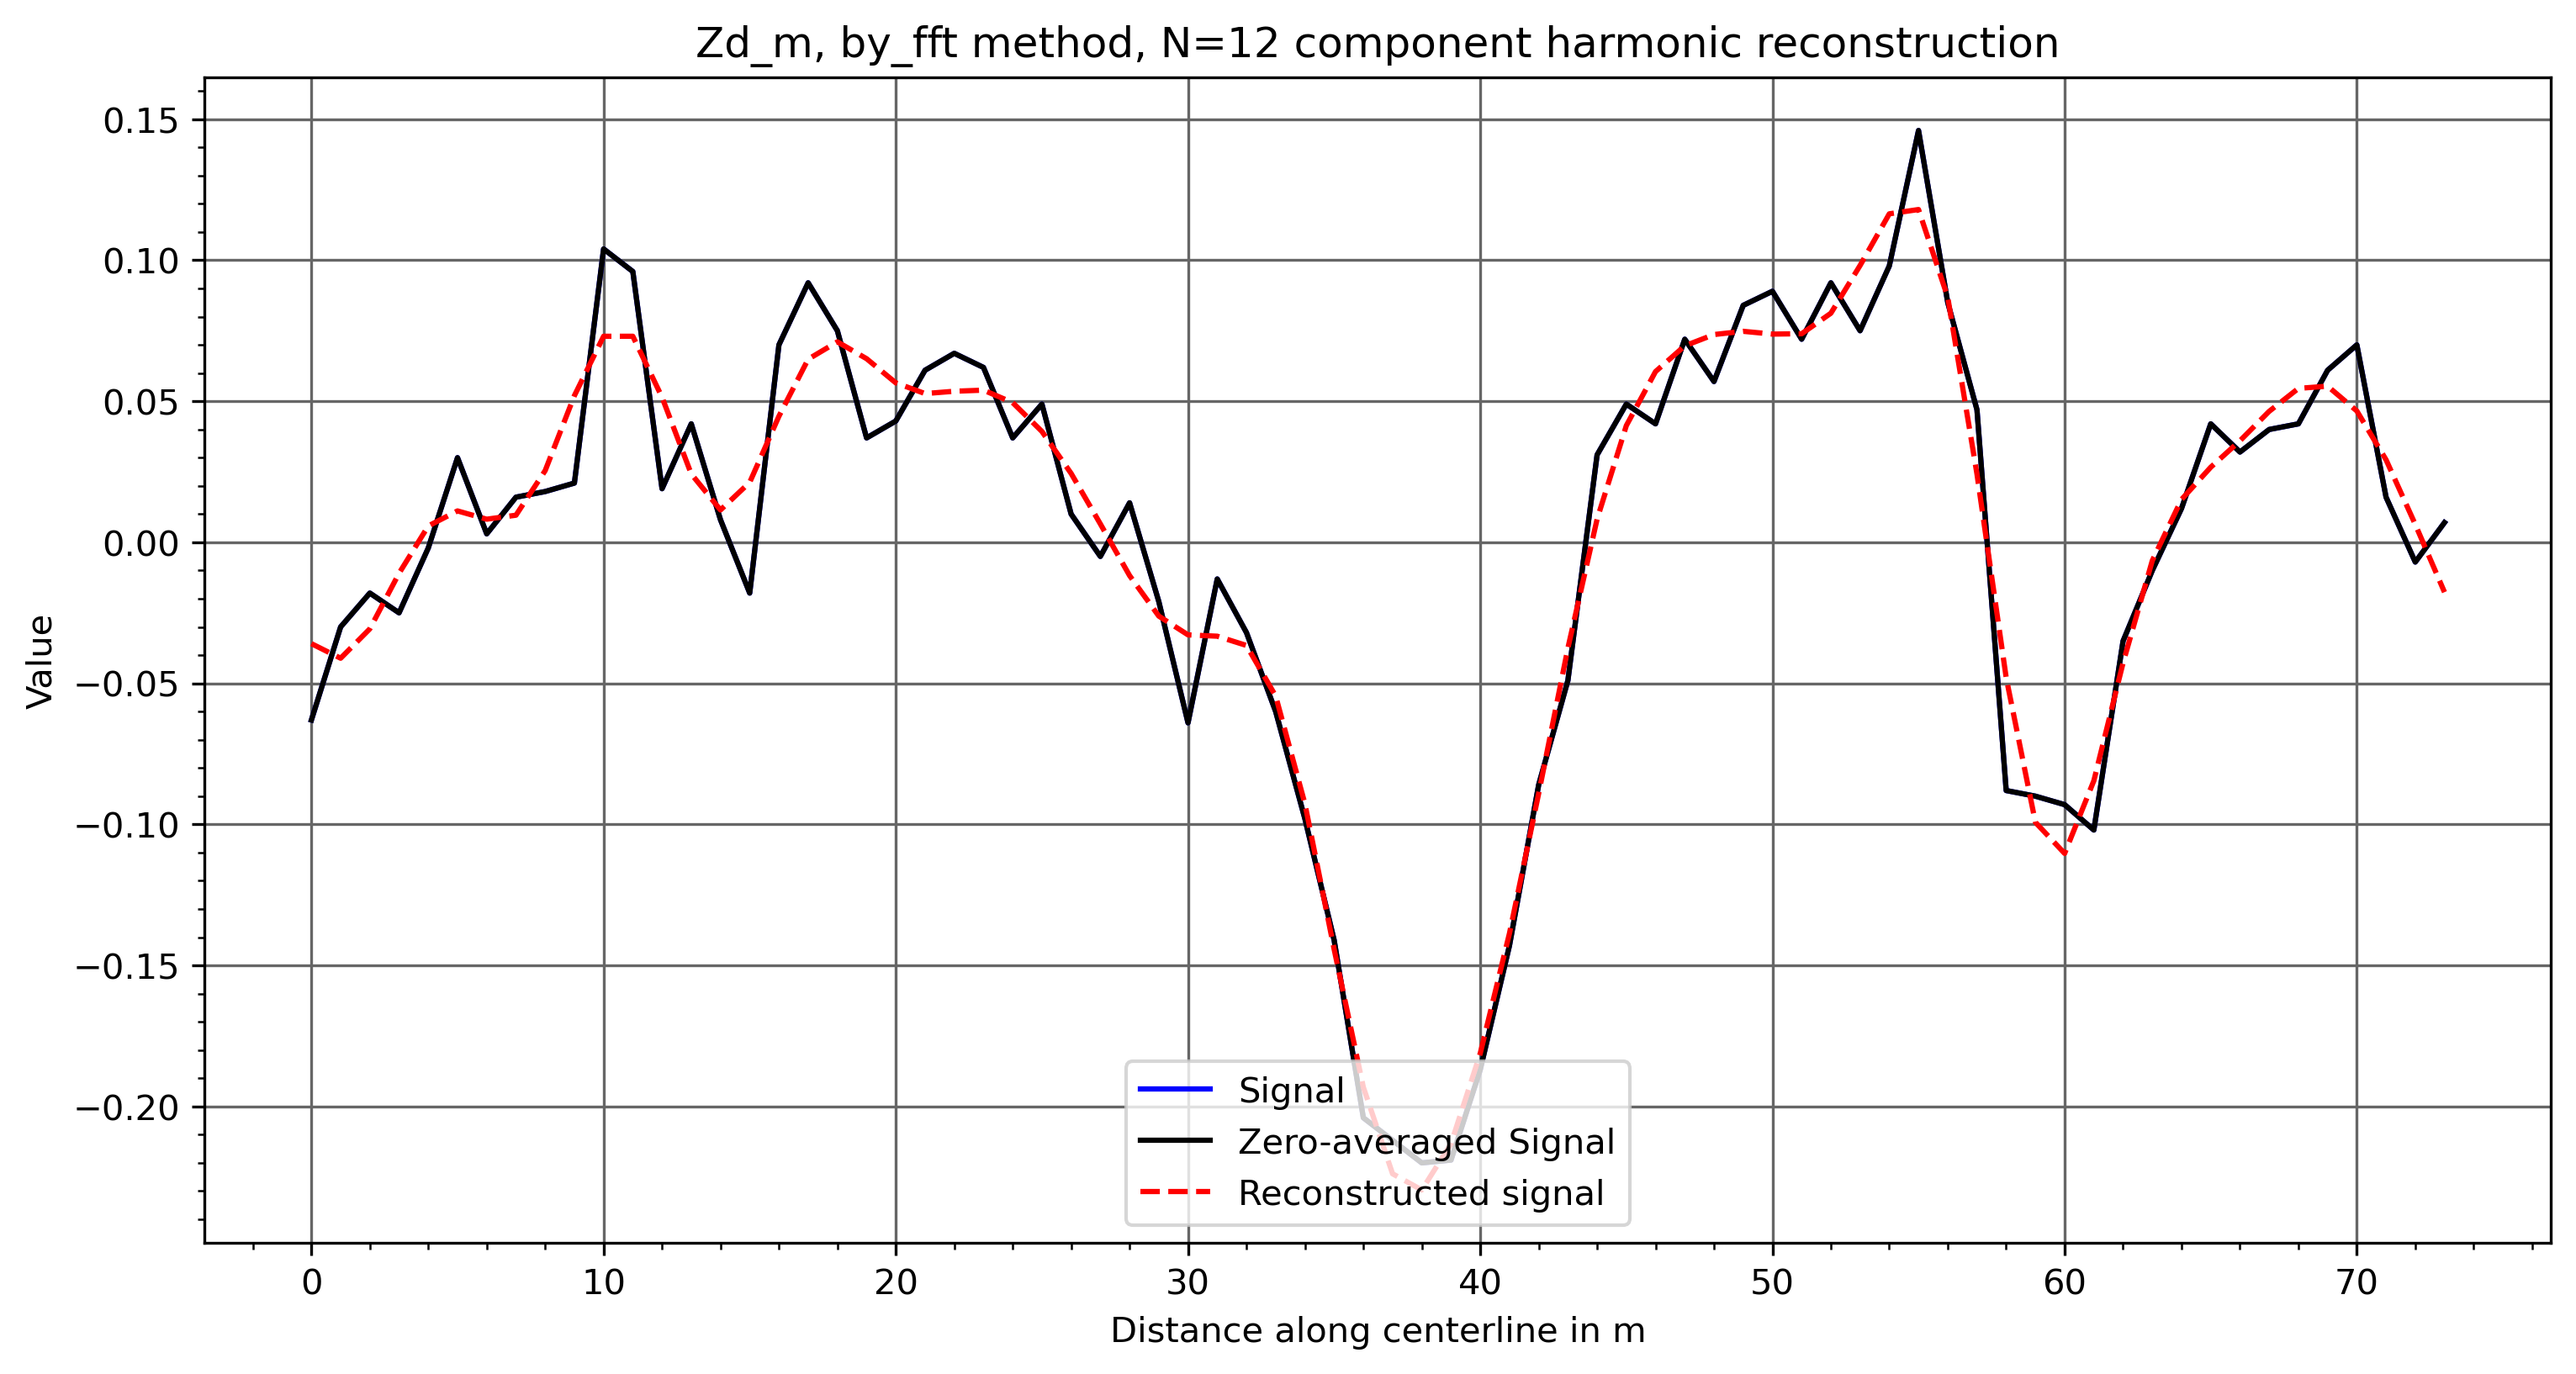 Zd_m, by_fft method, N=12 component harmonic reconstruction
0.15
0.10
0.05
0.00
−0.05
−0.10
−0.15
−0.20
Value
Signal
Zero-averaged Signal
Reconstructed signal
0 10 20 30 40 50 60 70
Distance along centerline in m